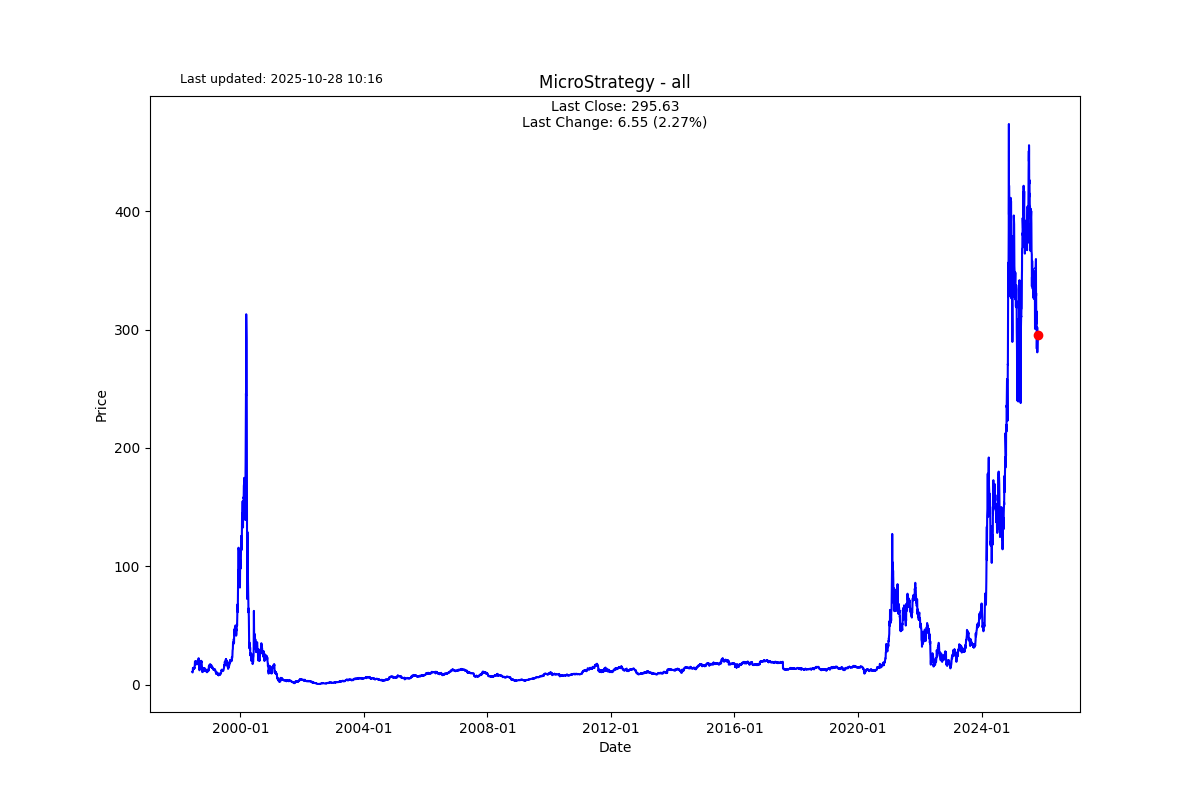 Last updated: 2025-10-28 10:16
MicroStrategy - all
Last Close: 295.63
Last Change: 6.55 (2.27%)
Price
400
300
200
100
0
2000-01 2004-01 2008-01 2012-01 2016-01 2020-01 2024-01
Date